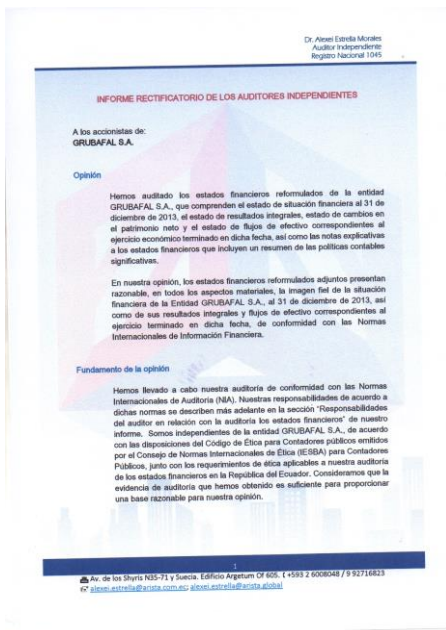 Dr. Alexei Estrella Morales
Auditor Independiente
Registro Nacional 1045
INFORME RECTIFICATORIO DE LOS AUDITORES INDEPENDIENTES
A los accionistas de:
GRUBAFAL S.A.
Opinión
Hemos auditado los estados financieros reformulados de la entidad
GRUBAFAL S.A., que comprenden el estado de situación financiera al 31 de
diciembre de 2013, el estado de resultados integrales, estado de cambios en
el patrimonio neto y el estado de flujos de efectivo correspondientes al
ejercicio económico terminado en dicha fecha, así como las notas explicativas
a los estados financieros que incluyen un resumen de las políticas contables
significativas.
En nuestra opinión, los estados financieros reformulados adjuntos presentan
razonable, en todos los aspectos materiales, la imagen fiel de la situación
financiera de la Entidad GRUBAFAL S.A., al 31 de diciembre de 2013, así
como de sus resultados integrales y flujos de efectivo correspondientes al
ejercicio terminado en dicha fecha, de conformidad con las Normas
Internacionales de Información Financiera.
Fundamento de la opinión
Hemos llevado a cabo nuestra auditoría de conformidad con las Normas
Internacionales de Auditoría (NIA). Nuestras responsabilidades de acuerdo a
dichas normas se describen más adelante en la sección "Responsabilidades
del auditor en relación con la auditoría los estados financieros" de nuestro
informe. Somos independientes de la entidad GRUBAFAL S.A., de acuerdo
con las disposiciones del Código de Ética para Contadores públicos emitidos
por el Consejo de Normas Internacionales de Ética (IESBA) para Contadores
Públicos, junto con los requerimientos de ética aplicables a nuestra auditoría
de los estados financieros en la República del Ecuador. Consideramos que la
evidencia de auditoría que hemos obtenido es suficiente para proporcionar
una base razonable para nuestra opinión.
1
Av. de los Shyris N35-71 y Suecia. Edificio Argetum Of 605. ( +593 2 6008048 / 9 92716823
alexei.estrella@arista.com.ec; alexei.estrella@arista.global